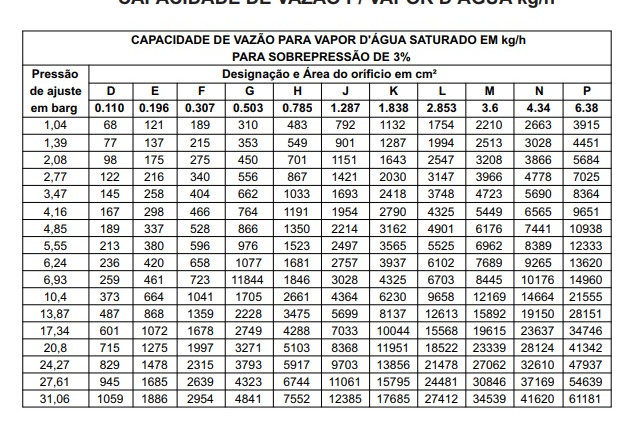 CAPACIDADE DE VAZÃO P/ VAPOR D'ÁGUA kg/h
CAPACIDADE DE VAZÃO PARA VAPOR D'ÁGUA SATURADO EM kg/h
PARA SOBREPRESSÃO DE 3%
Pressão de ajuste em barg
Designação e Área do orifício em cm²
D E F G H J K L M N P
0.110 0.196 0.307 0.503 0.785 1.287 1.838 2.853 3.6 4.34 6.38
1,04 68 121 189 310 483 792 1132 1754 2210 2663 3915
1,39 77 137 215 353 549 901 1287 1994 2513 3028 4451
2,08 98 175 275 450 701 1151 1643 2547 3208 3866 5684
2,77 122 216 340 556 867 1421 2030 3147 3966 4778 7025
3,47 145 258 404 662 1033 1693 2418 3748 4723 5690 8364
4,16 167 298 466 764 1191 1954 2790 4325 5449 6565 9651
4,85 189 337 528 866 1350 2214 3162 4901 6176 7441 10938
5,55 213 380 596 976 1523 2497 3565 5525 6962 8389 12333
6,24 236 420 658 1077 1681 2757 3937 6102 7689 9265 13620
6,93 259 461 723 11844 1846 3028 4325 6703 8445 10176 14960
10,4 373 664 1041 1705 2661 4364 6230 9658 12169 14664 21555
13,87 487 868 1359 2228 3475 5699 8137 12613 15892 19150 28151
17,34 601 1072 1678 2749 4288 7033 10044 15568 19615 23637 34746
20,8 715 1275 1997 3271 5103 8368 11951 18522 23339 28124 41342
24,27 829 1478 2315 3793 5917 9703 13856 21478 27062 32610 47937
27,61 945 1685 2639 4323 6744 11061 15795 24481 30846 37169 54639
31,06 1059 1886 2954 4841 7552 12385 17685 27412 34539 41620 61181